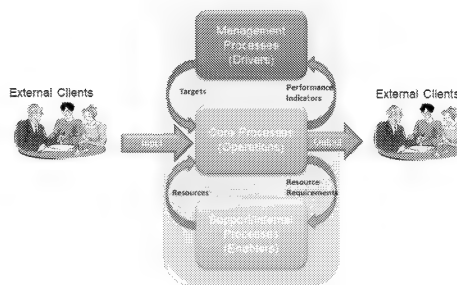 Management
Processes
(Drivers)
External Clients
External Clients
Targets
Performance
Indicators
Input
Core Processes
(Operations)
Output
Resources
Resource
Requirements
Support/Internal
Processes
(Enablers)